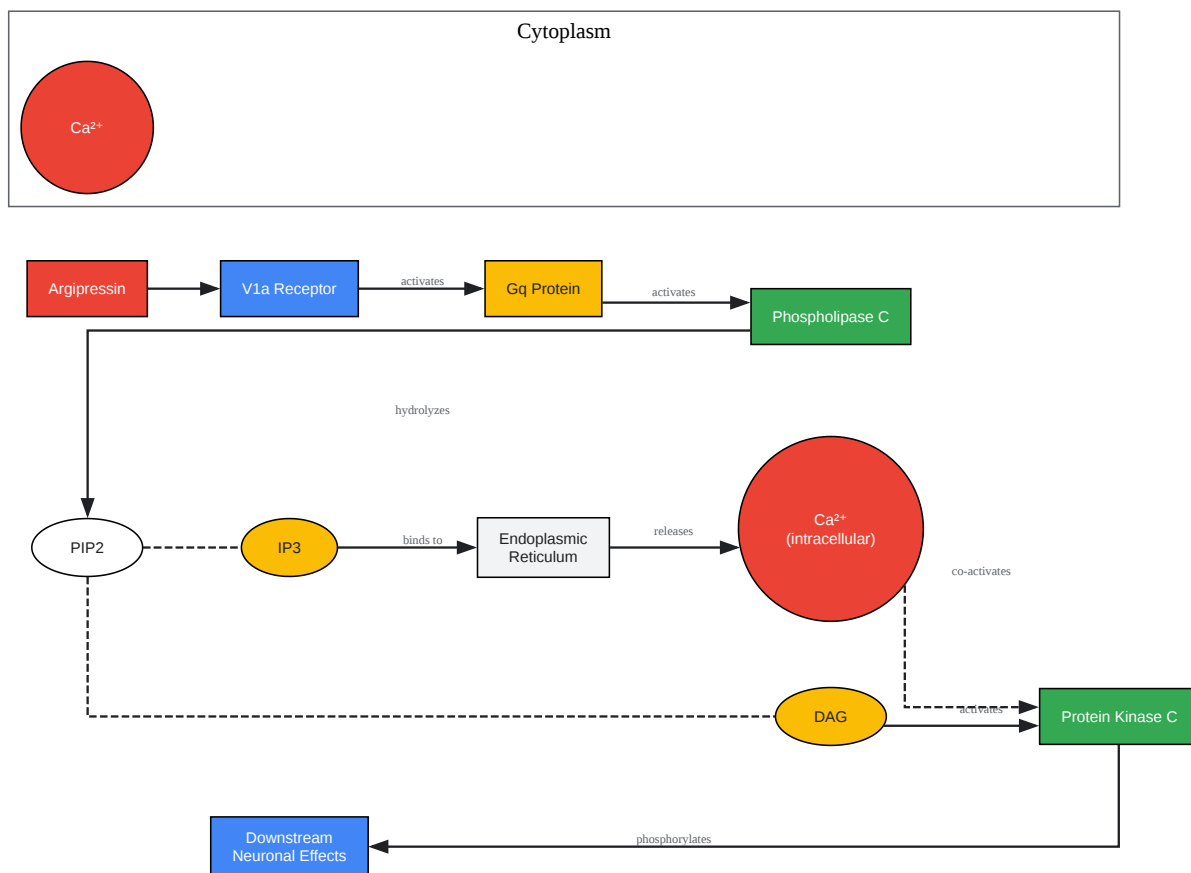 Cytoplasm
Ca²⁺
Argipressin
V1a Receptor
activates
Gq Protein
activates
Phospholipase C
hydrolyzes
PIP2
IP3
binds to
Endoplasmic
Reticulum
releases
Ca²⁺
(intracellular)
co-activates
DAG
activates
Protein Kinase C
Downstream
Neuronal Effects
phosphorylates